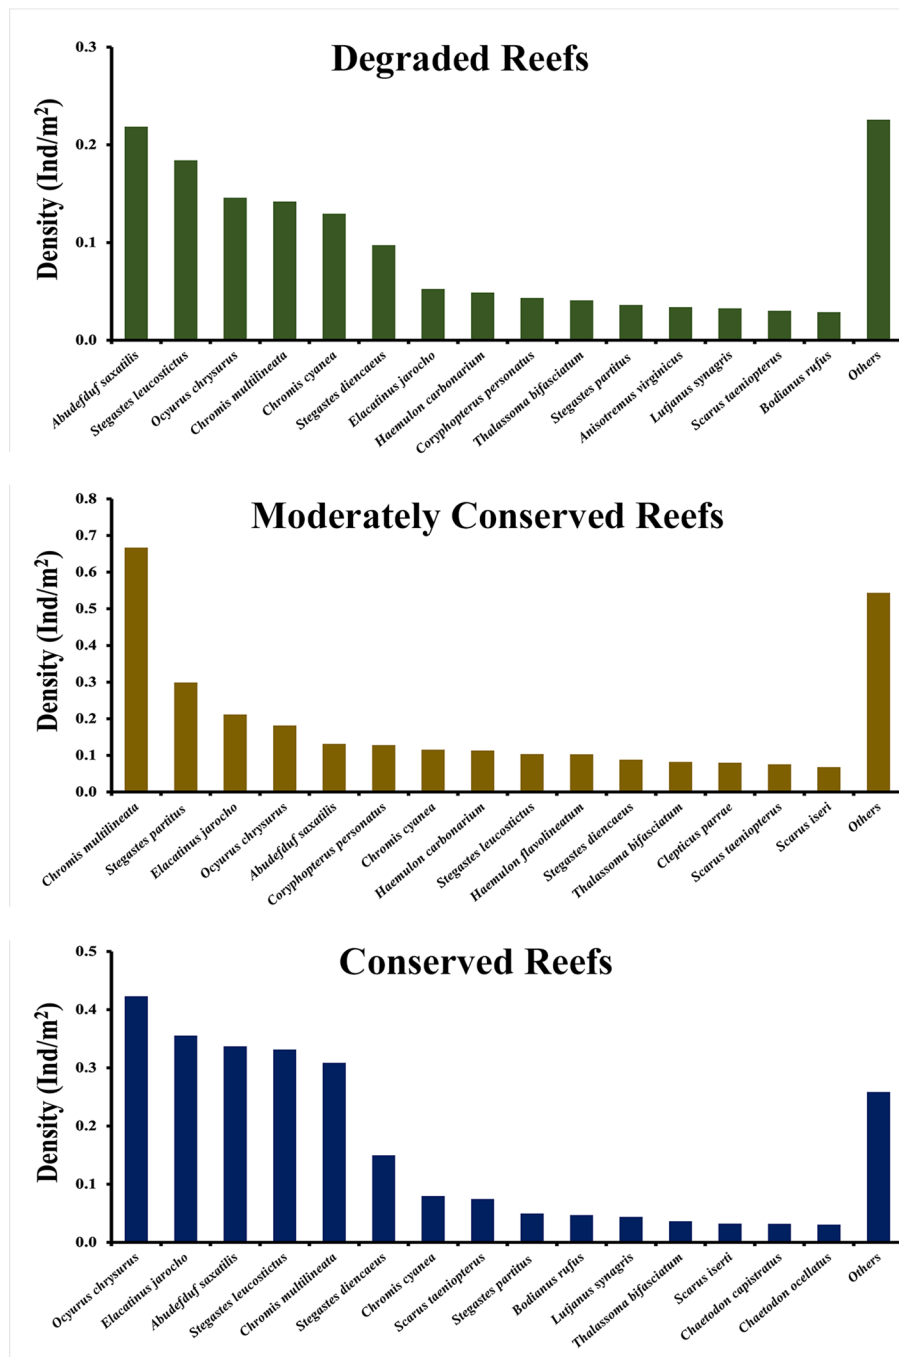 Degraded Reefs
Density (Ind/m²)
0.3
0.2
0.1
0.0
Abudefduf saxatilis
Stegastes leucostictus
Ocyurus chrysurus
Chromis multilineata
Chromis cyanea
Stegastes diencaeus
Elacatinus jarocho
Haemulon carbonarium
Coryphopterus personatus
Thalassoma bifasciatum
Stegastes partitus
Anisotremus virginicus
Lutjanus synagris
Scarus taeniopterus
Bodianus rufus
Others
Moderately Conserved Reefs
Density (Ind/m²)
0.8
0.7
0.6
0.5
0.4
0.3
0.2
0.1
0.0
Chromis multilineata
Stegastes partitus
Elacatinus jarocho
Ocyurus chrysurus
Abudefduf saxatilis
Coryphopterus personatus
Chromis cyanea
Haemulon carbonarium
Stegastes leucostictus
Haemulon flavolineatum
Stegastes diencaeus
Thalassoma bifasciatum
Clepticus parrae
Scarus taeniopterus
Scarus iseri
Others
Conserved Reefs
Density (Ind/m²)
0.5
0.4
0.3
0.2
0.1
0.0
Ocyurus chrysurus
Elacatinus jarocho
Abudefduf saxatilis
Stegastes leucostictus
Chromis multilineata
Stegastes diencaeus
Chromis cyanea
Scarus taeniopterus
Stegastes partitus
Bodianus rufus
Lutjanus synagris
Thalassoma bifasciatum
Scarus iserti
Chaetodon capistratus
Chaetodon ocellatus
Others